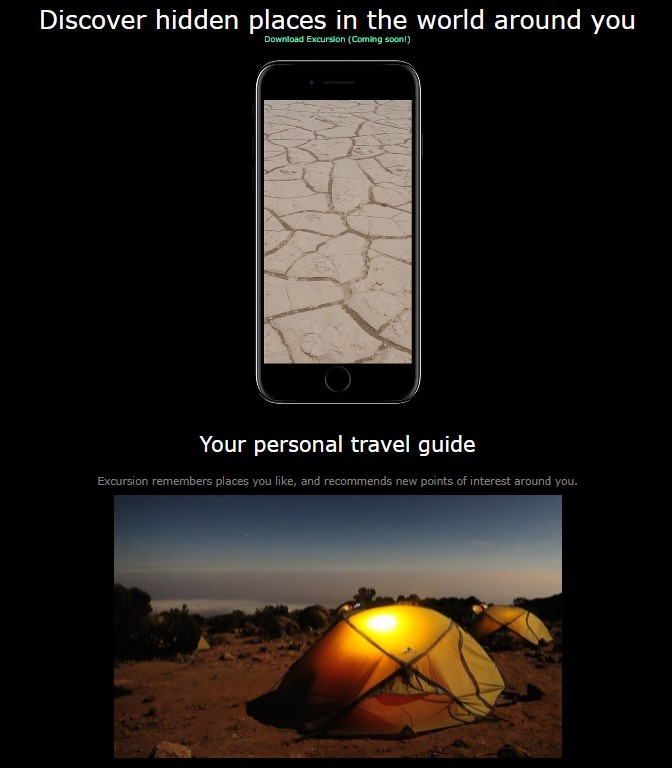 Discover hidden places in the world around you
Download Excursion (Coming soon!)
Your personal travel guide
Excursion remembers places you like, and recommends new points of interest around you.